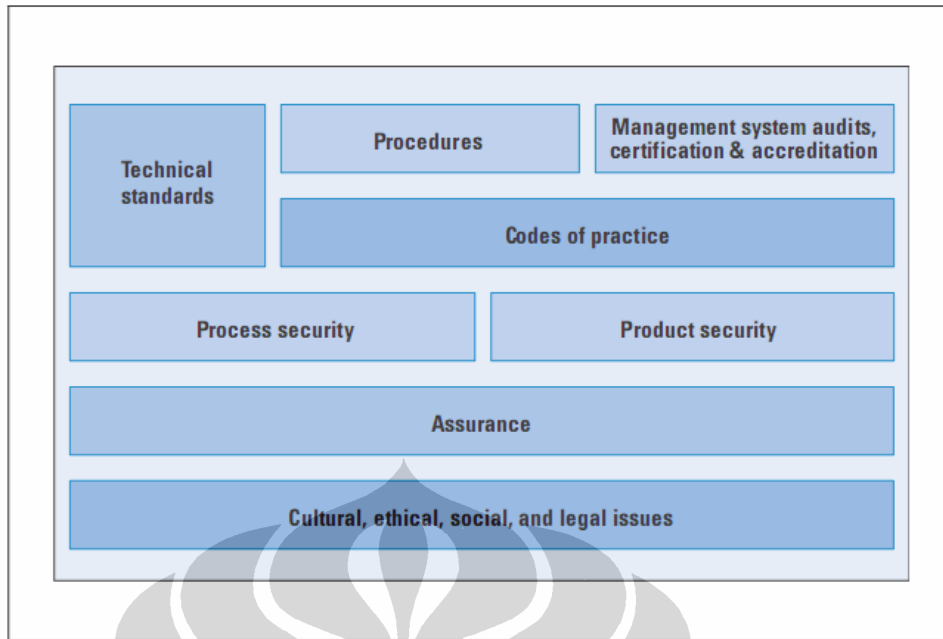 Technical
standards
Procedures
Management system audits,
certification & accreditation
Codes of practice
Process security
Product security
Assurance
Cultural, ethical, social, and legal issues